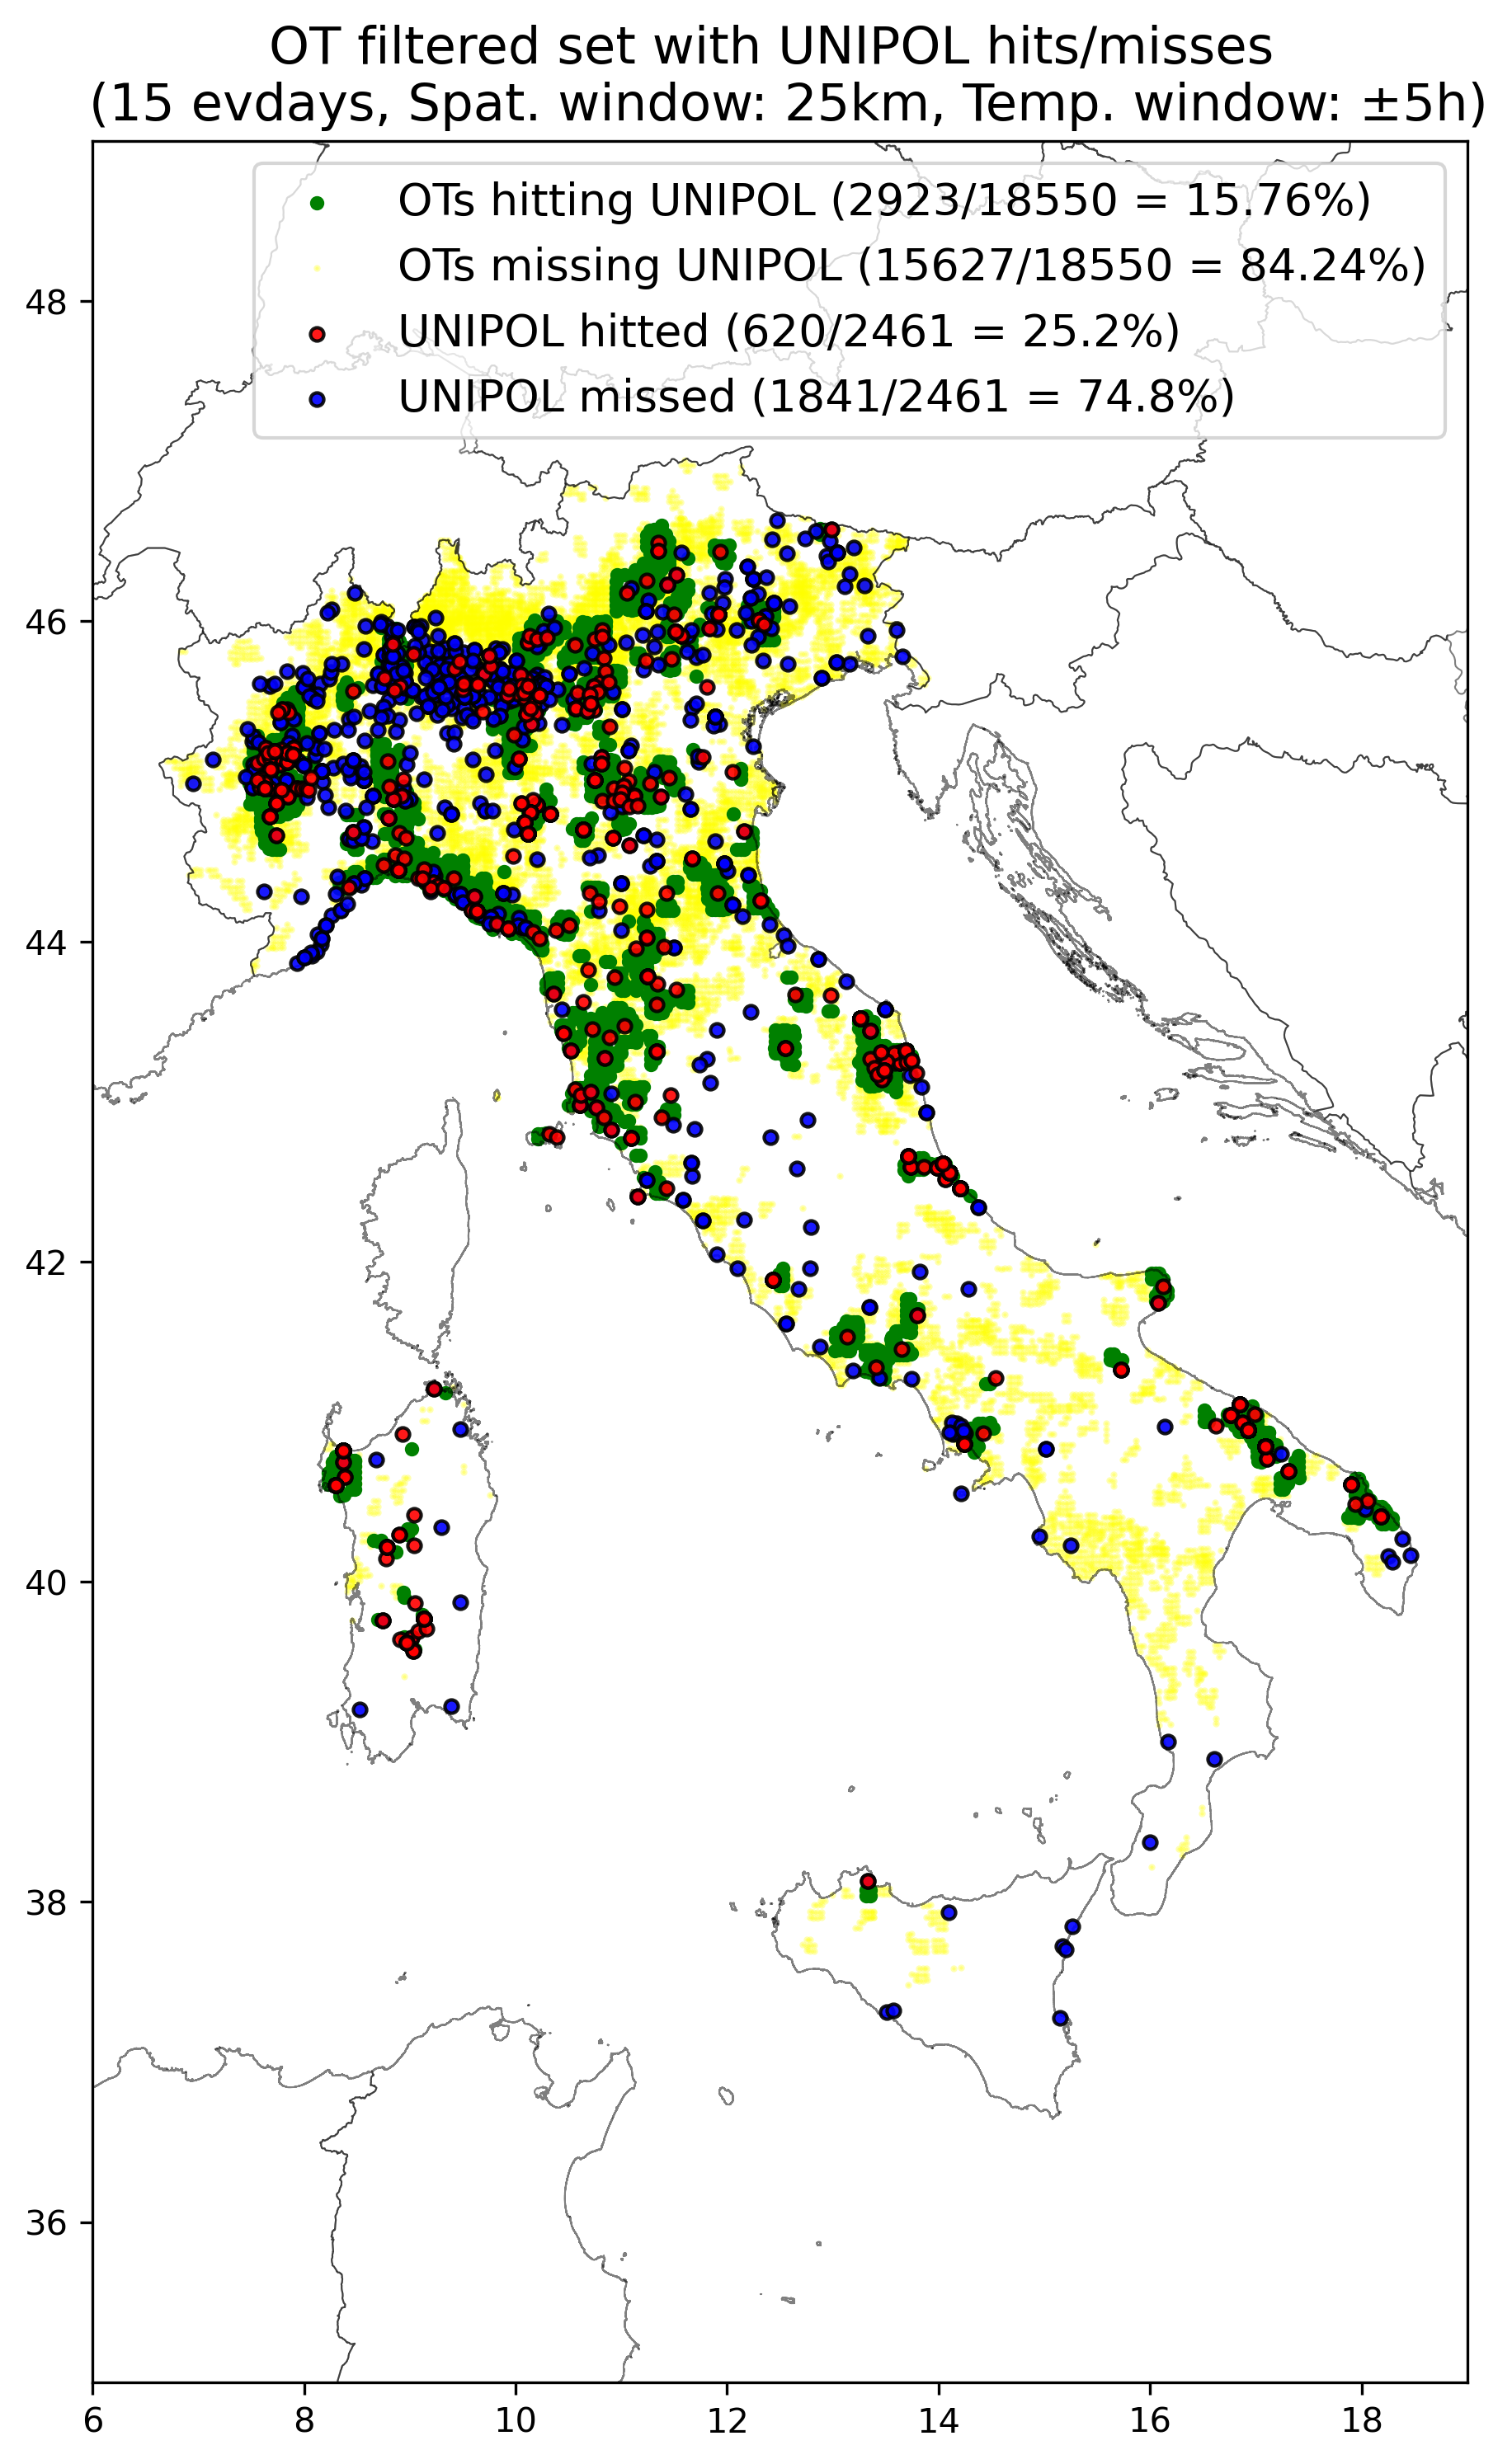 OT filtered set with UNIPOL hits/misses
(15 evdays, Spat. window: 25km, Temp. window: ±5h)
OTs hitting UNIPOL (2923/18550 = 15.76%)
OTs missing UNIPOL (15627/18550 = 84.24%)
UNIPOL hitted (620/2461 = 25.2%)
UNIPOL missed (1841/2461 = 74.8%)
48
46
44
42
40
38
36
6 8 10 12 14 16 18